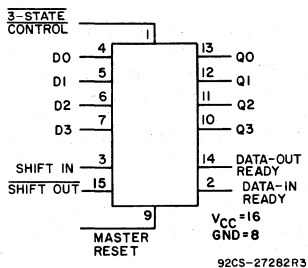 3-STATE
CONTROL
1
D0 4 13 Q0
D1 5 12 Q1
D2 6 11 Q2
D3 7 10 Q3
SHIFT IN 3 14 DATA-OUT
READY
SHIFT OUT 15 2 DATA-IN
READY
9
MASTER
RESET
VCC =16
GND=8
92CS-27282R3